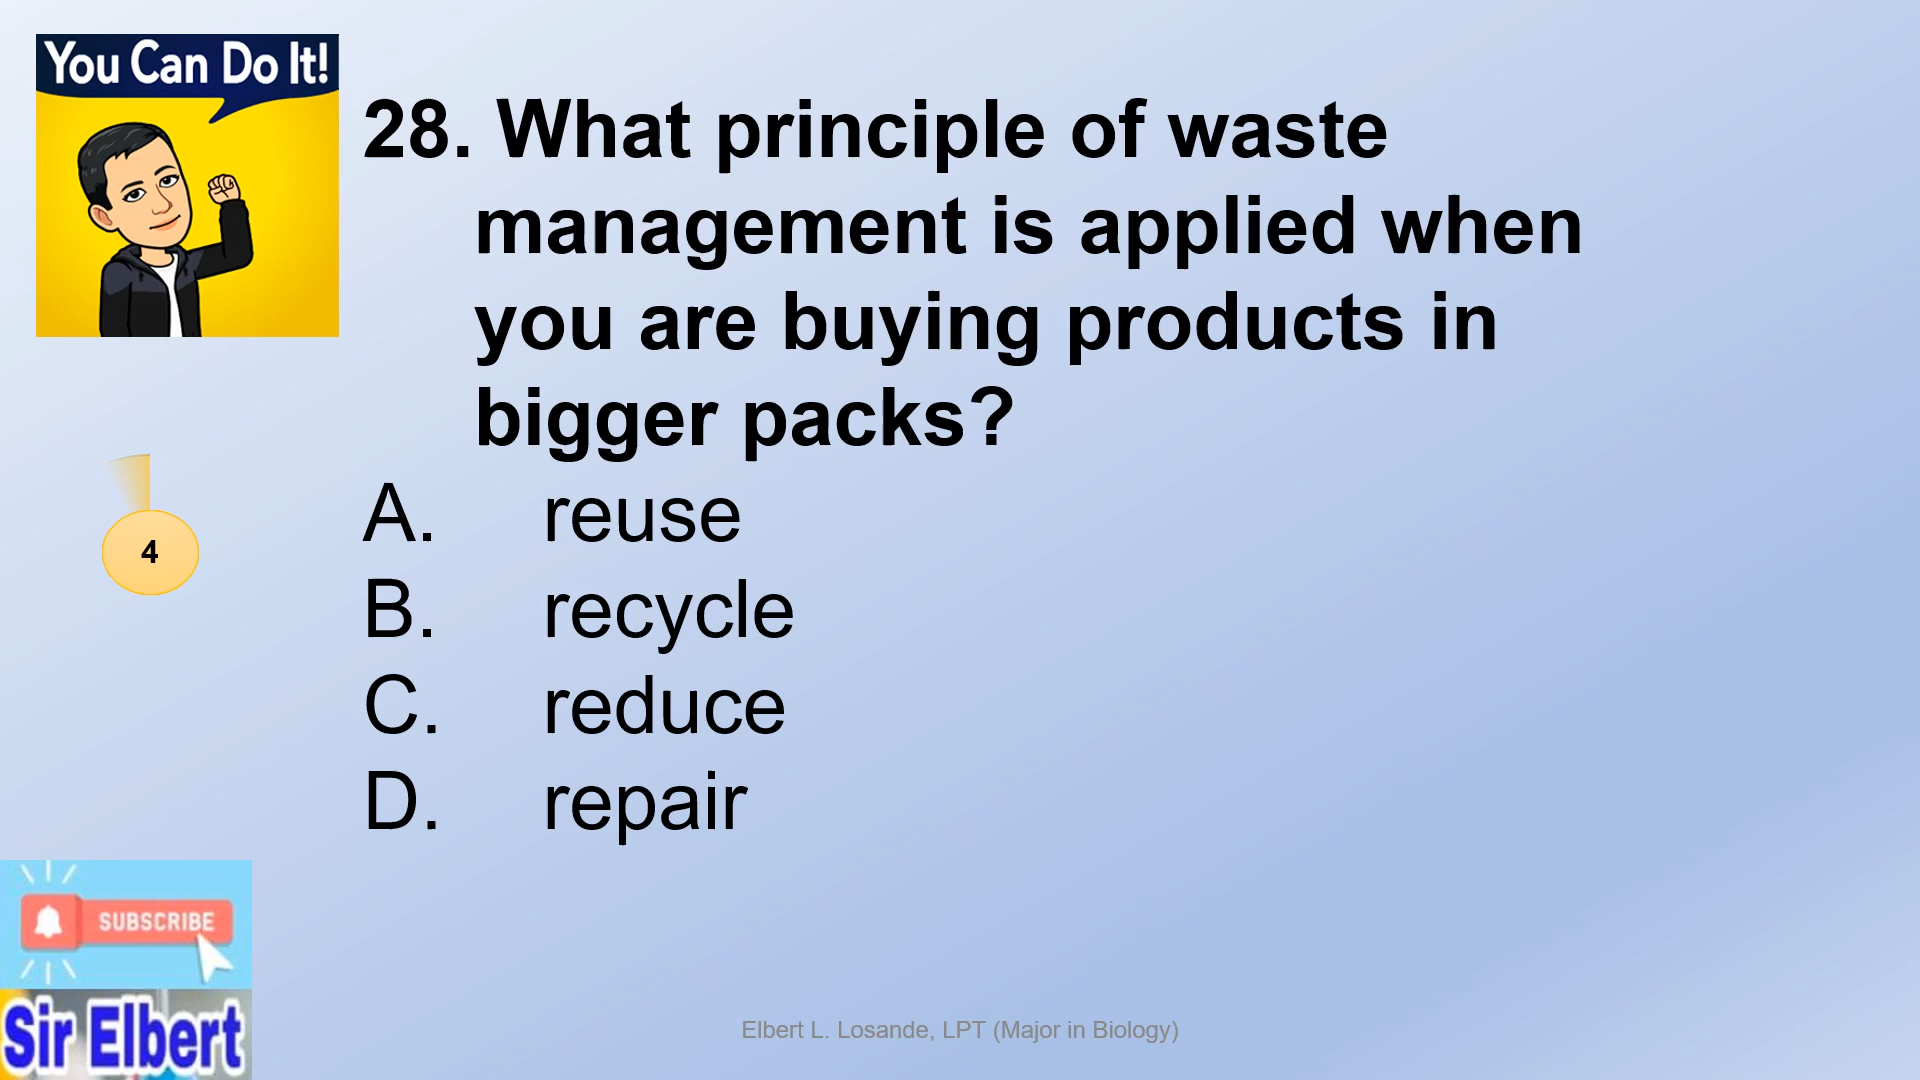 You Can Do It!
28. What principle of waste
management is applied when
you are buying products in
bigger packs?
A. reuse
B. recycle
C. reduce
D. repair
4
SUBSCRIBE
Sir Elbert
Elbert L. Losande, LPT (Major in Biology)